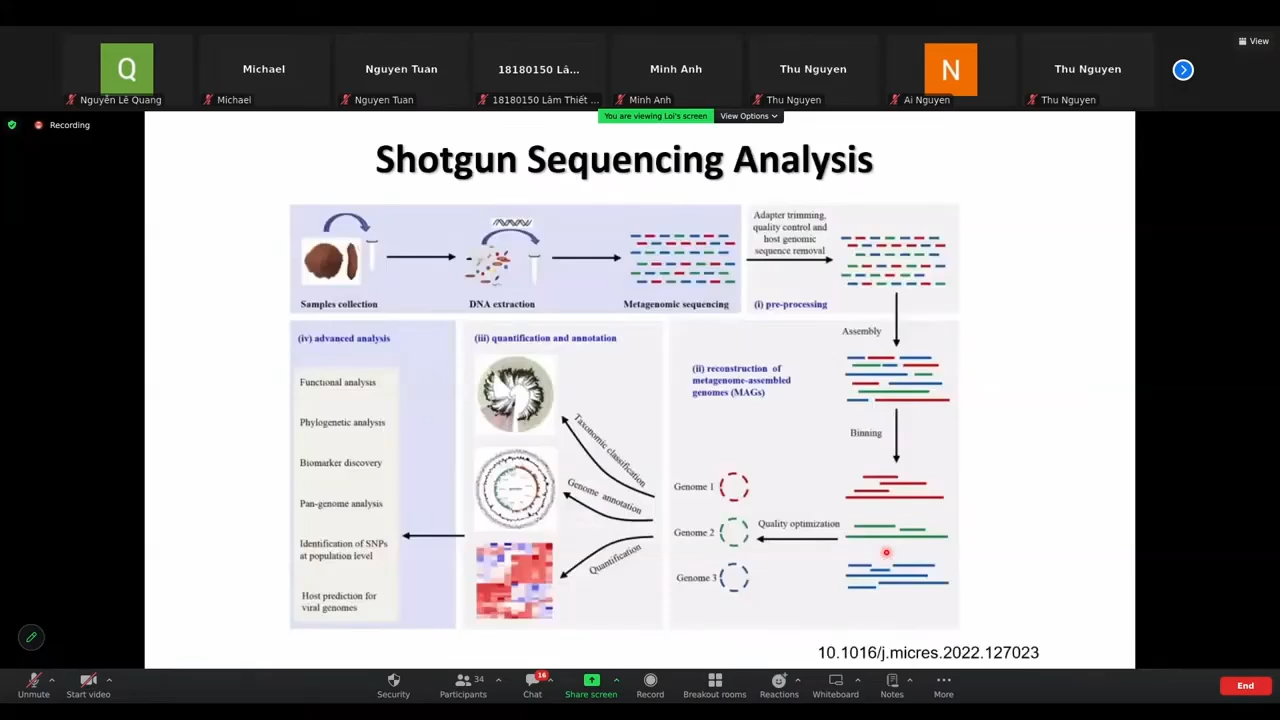 View
Q
Michael
Nguyen Tuan
18180150 Lâ...
Minh Anh
Thu Nguyen
N
Thu Nguyen
Nguyễn Lê Quang
Michael
Nguyen Tuan
18180150 Lâm Thiết ...
Minh Anh
Thu Nguyen
Ai Nguyen
Thu Nguyen
You are viewing Loi's screen
View Options
Recording
Shotgun Sequencing Analysis
Adapter trimming,
quality control and
host genomic
sequence removal
Samples collection
DNA extraction
Metagenomic sequencing
(i) pre-processing
Assembly
(ii) reconstruction of
metagenome-assembled
genomes (MAGs)
Binning
Genome 1
Genome 2
Genome 3
Quality optimization
(iii) quantification and annotation
Taxonomic classification
Genome annotation
Quantification
(iv) advanced analysis
Functional analysis
Phylogenetic analysis
Biomarker discovery
Pan-genome analysis
Identification of SNPs
at population level
Host prediction for
viral genomes
10.1016/j.micres.2022.127023
Unmute
Start video
Security
Participants
34
Chat
16
Share screen
Record
Breakout rooms
Reactions
Whiteboard
Notes
More
End